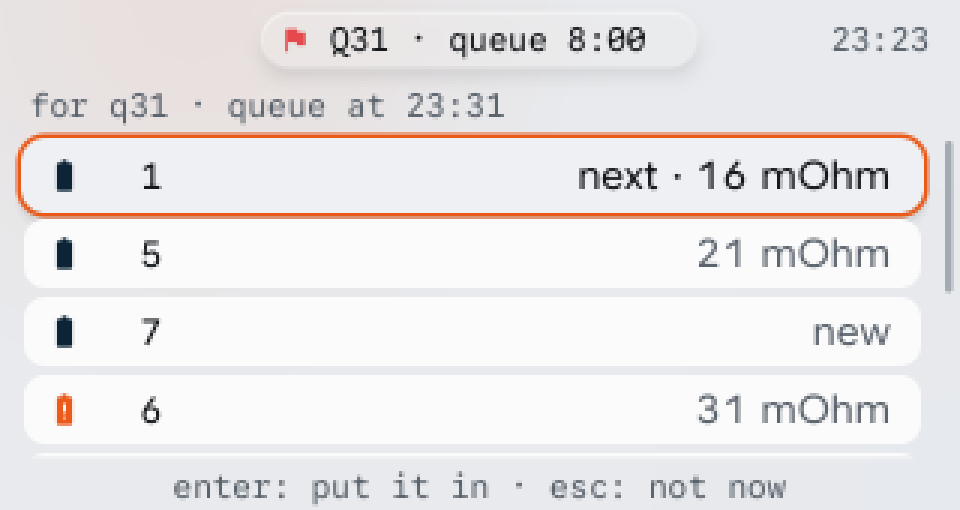 Q31 · queue 8:00
23:23
for q31 · queue at 23:31
1 next · 16 mOhm
5 21 mOhm
7 new
6 31 mOhm
enter: put it in · esc: not now